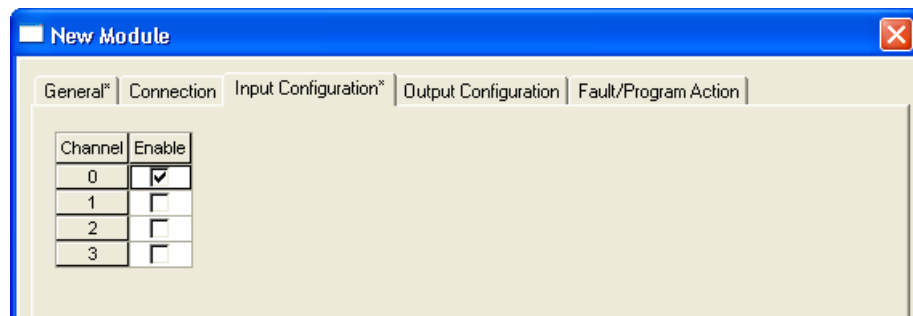 New Module
General* Connection Input Configuration* Output Configuration Fault/Program Action
Channel Enable
0
1
2
3